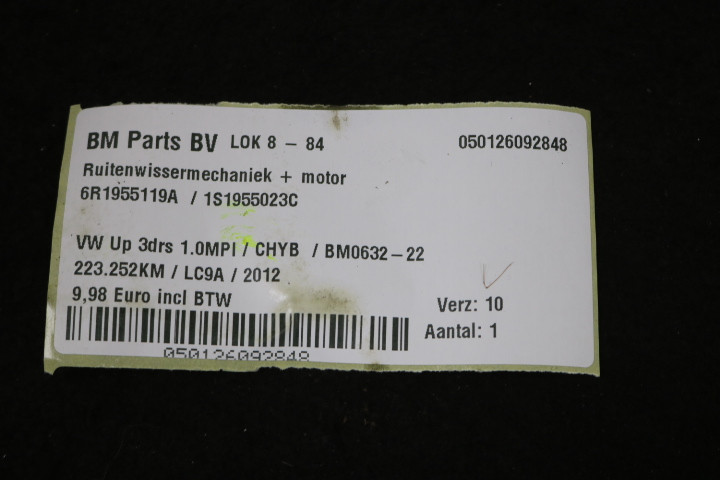 BM Parts BV LOK 8 - 84 050126092848
Ruitenwissermechaniek + motor
6R1955119A / 1S1955023C
VW Up 3drs 1.0MPI / CHYB / BM0632-22
223.252KM / LC9A / 2012
9,98 Euro incl BTW Verz: 10
Aantal: 1
050126092848